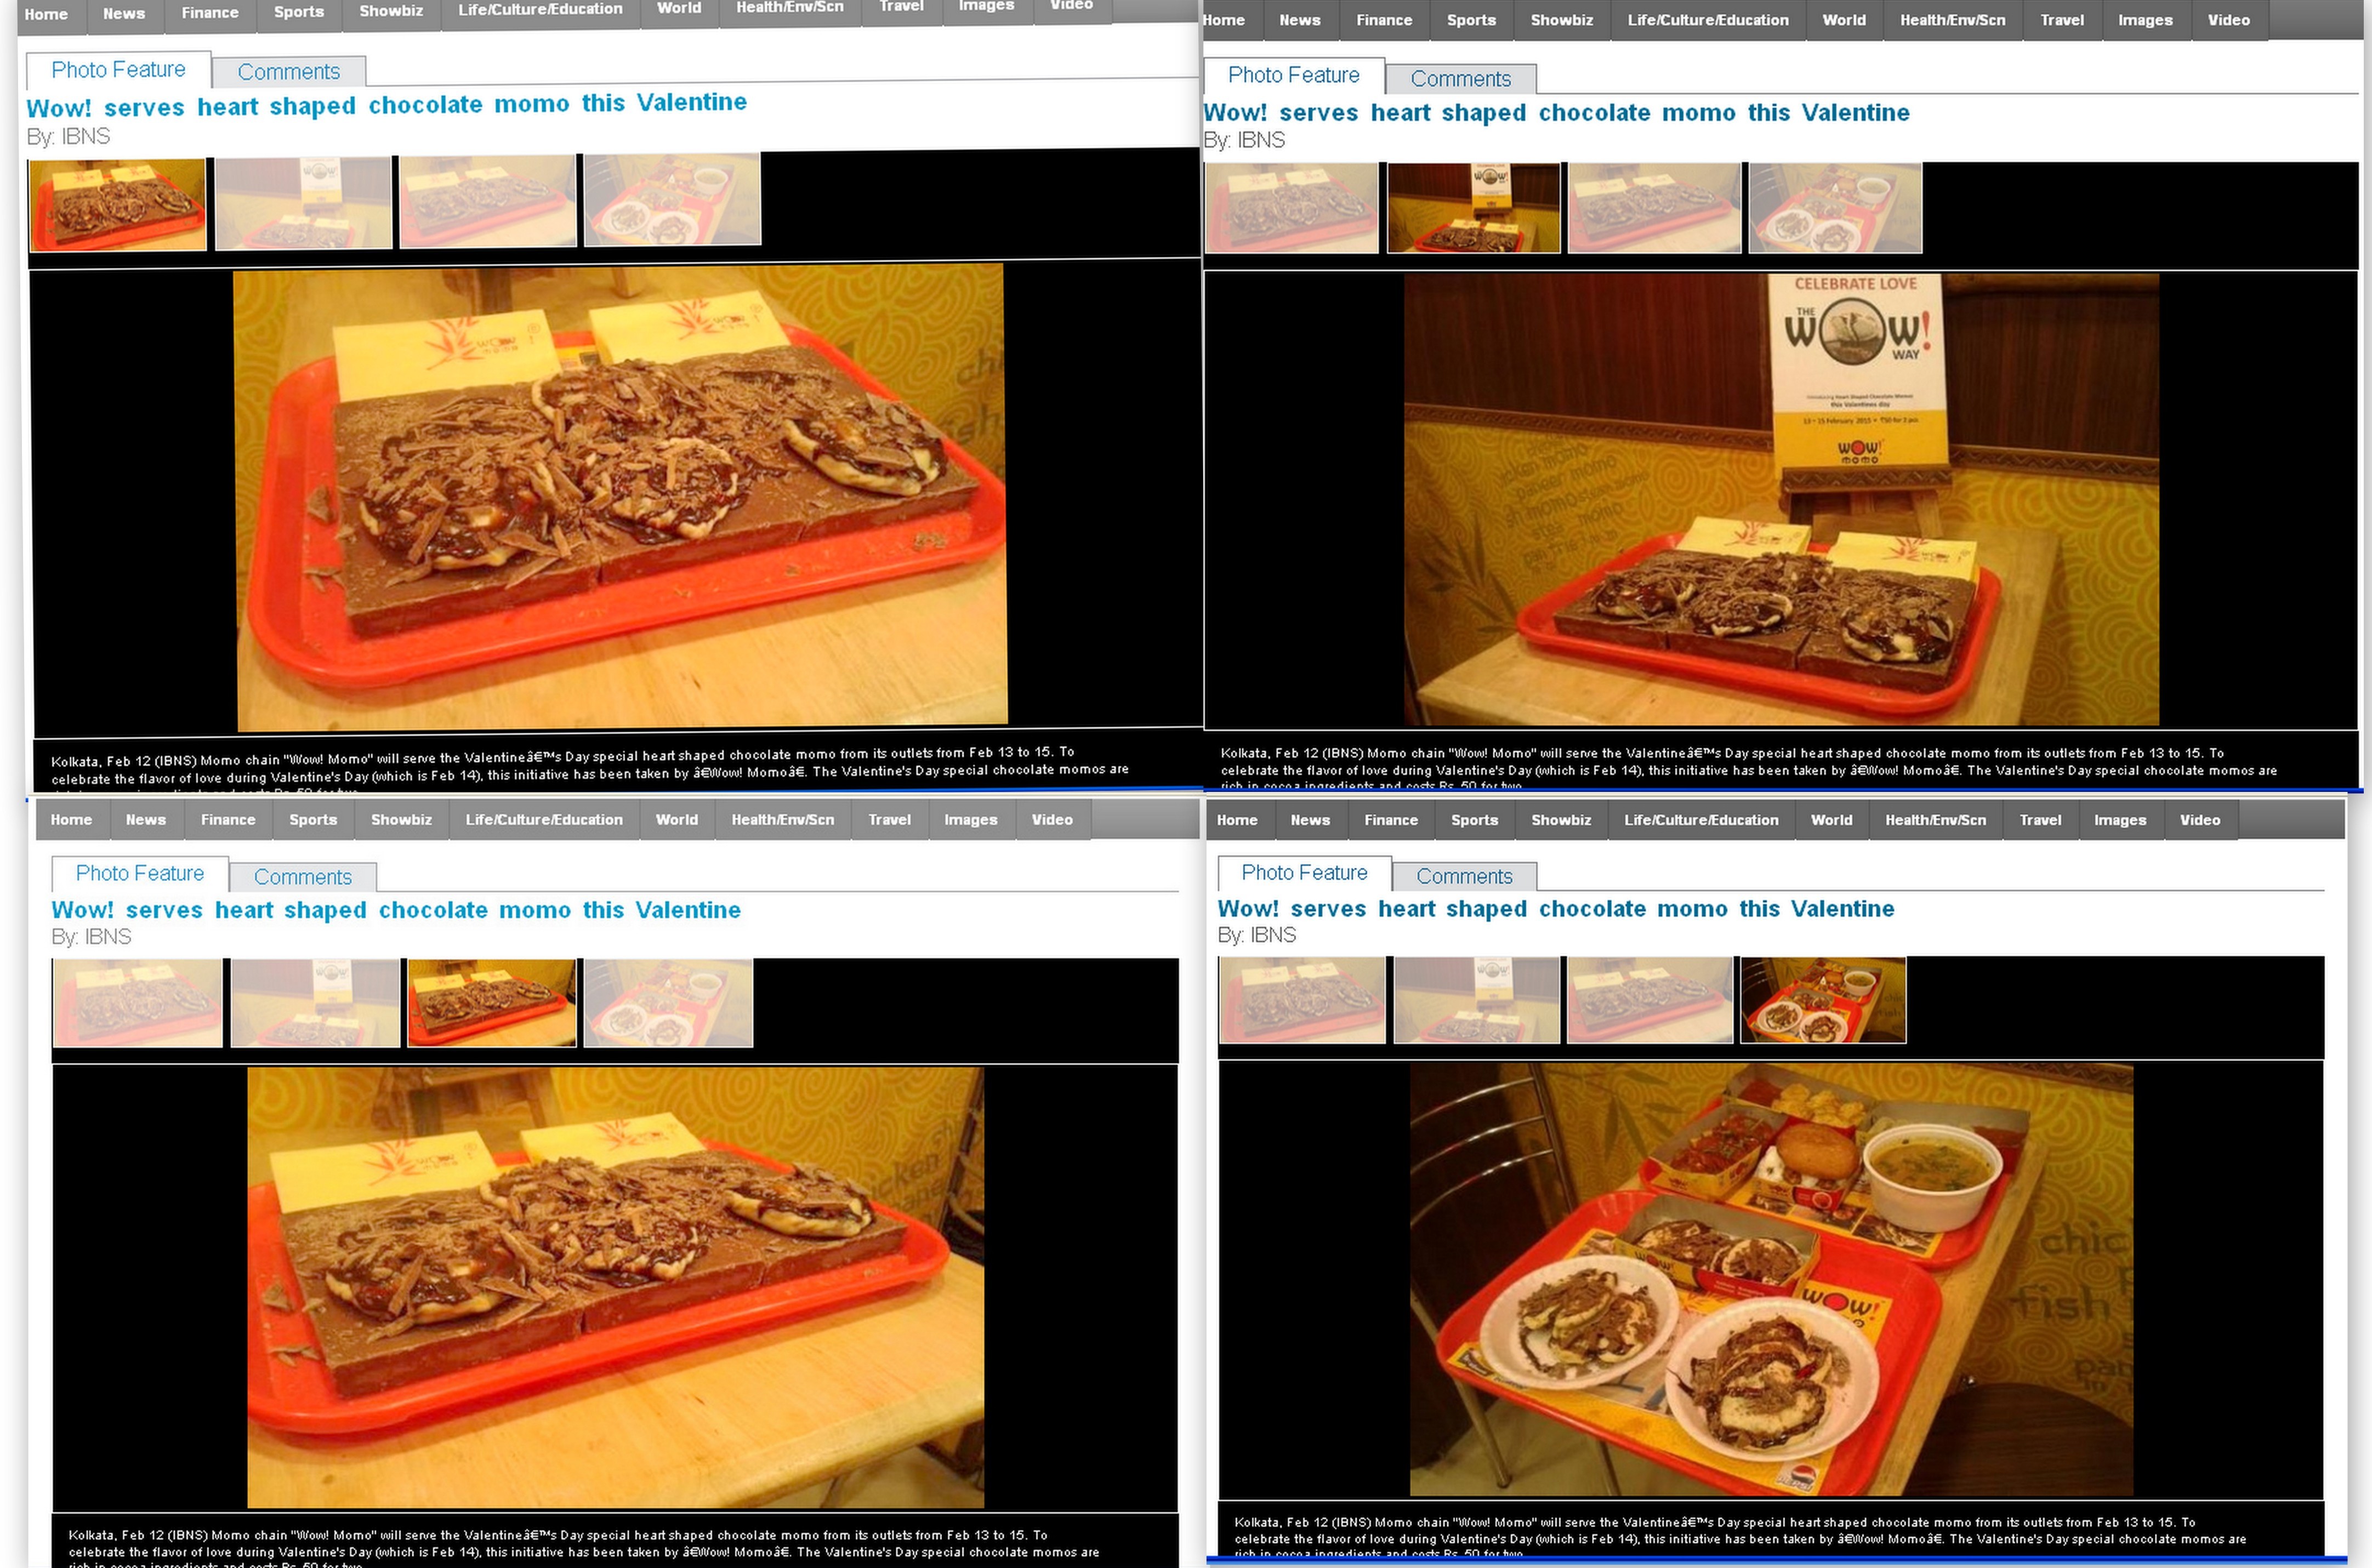 Home News Finance Sports Showbiz Life/Culture/Education World Health/Env/Scn Travel Images Video
Photo Feature Comments
Wow! serves heart shaped chocolate momo this Valentine
By: IBNS
WOW
Kolkata, Feb 12 (IBNS) Momo chain "Wow! Momo" will serve the Valentineâ€™s Day special heart shaped chocolate momo from its outlets from Feb 13 to 15. To
celebrate the flavor of love during Valentine's Day (which is Feb 14), this initiative has been taken by â€Wow! Momoâ€. The Valentine's Day special chocolate momos are
Home News Finance Sports Showbiz Life/Culture/Education World Health/Env/Scn Travel Images Video
Photo Feature Comments
Wow! serves heart shaped chocolate momo this Valentine
By: IBNS
CELEBRATE LOVE
THE
WOW!
WAY
Introducing Heart Shaped Chocolate Momos
this Valentines day
13 - 15 February 2015 • ₹50 for 2 pcs
WOW!
momo
Kolkata, Feb 12 (IBNS) Momo chain "Wow! Momo" will serve the Valentineâ€™s Day special heart shaped chocolate momo from its outlets from Feb 13 to 15. To
celebrate the flavor of love during Valentine's Day (which is Feb 14), this initiative has been taken by â€Wow! Momoâ€. The Valentine's Day special chocolate momos are
rich in cocoa ingredients and costs Rs. 50 for two
Home News Finance Sports Showbiz Life/Culture/Education World Health/Env/Scn Travel Images Video
Photo Feature Comments
Wow! serves heart shaped chocolate momo this Valentine
By: IBNS
Kolkata, Feb 12 (IBNS) Momo chain "Wow! Momo" will serve the Valentineâ€™s Day special heart shaped chocolate momo from its outlets from Feb 13 to 15. To
celebrate the flavor of love during Valentine's Day (which is Feb 14), this initiative has been taken by â€Wow! Momoâ€. The Valentine's Day special chocolate momos are
rich in cocoa ingredients and costs Rs. 50 for two
Home News Finance Sports Showbiz Life/Culture/Education World Health/Env/Scn Travel Images Video
Photo Feature Comments
Wow! serves heart shaped chocolate momo this Valentine
By: IBNS
chic
fish
WOW!
Kolkata, Feb 12 (IBNS) Momo chain "Wow! Momo" will serve the Valentineâ€™s Day special heart shaped chocolate momo from its outlets from Feb 13 to 15. To
celebrate the flavor of love during Valentine's Day (which is Feb 14), this initiative has been taken by â€Wow! Momoâ€. The Valentine's Day special chocolate momos are
rich in cocoa ingredients and costs Rs. 50 for two